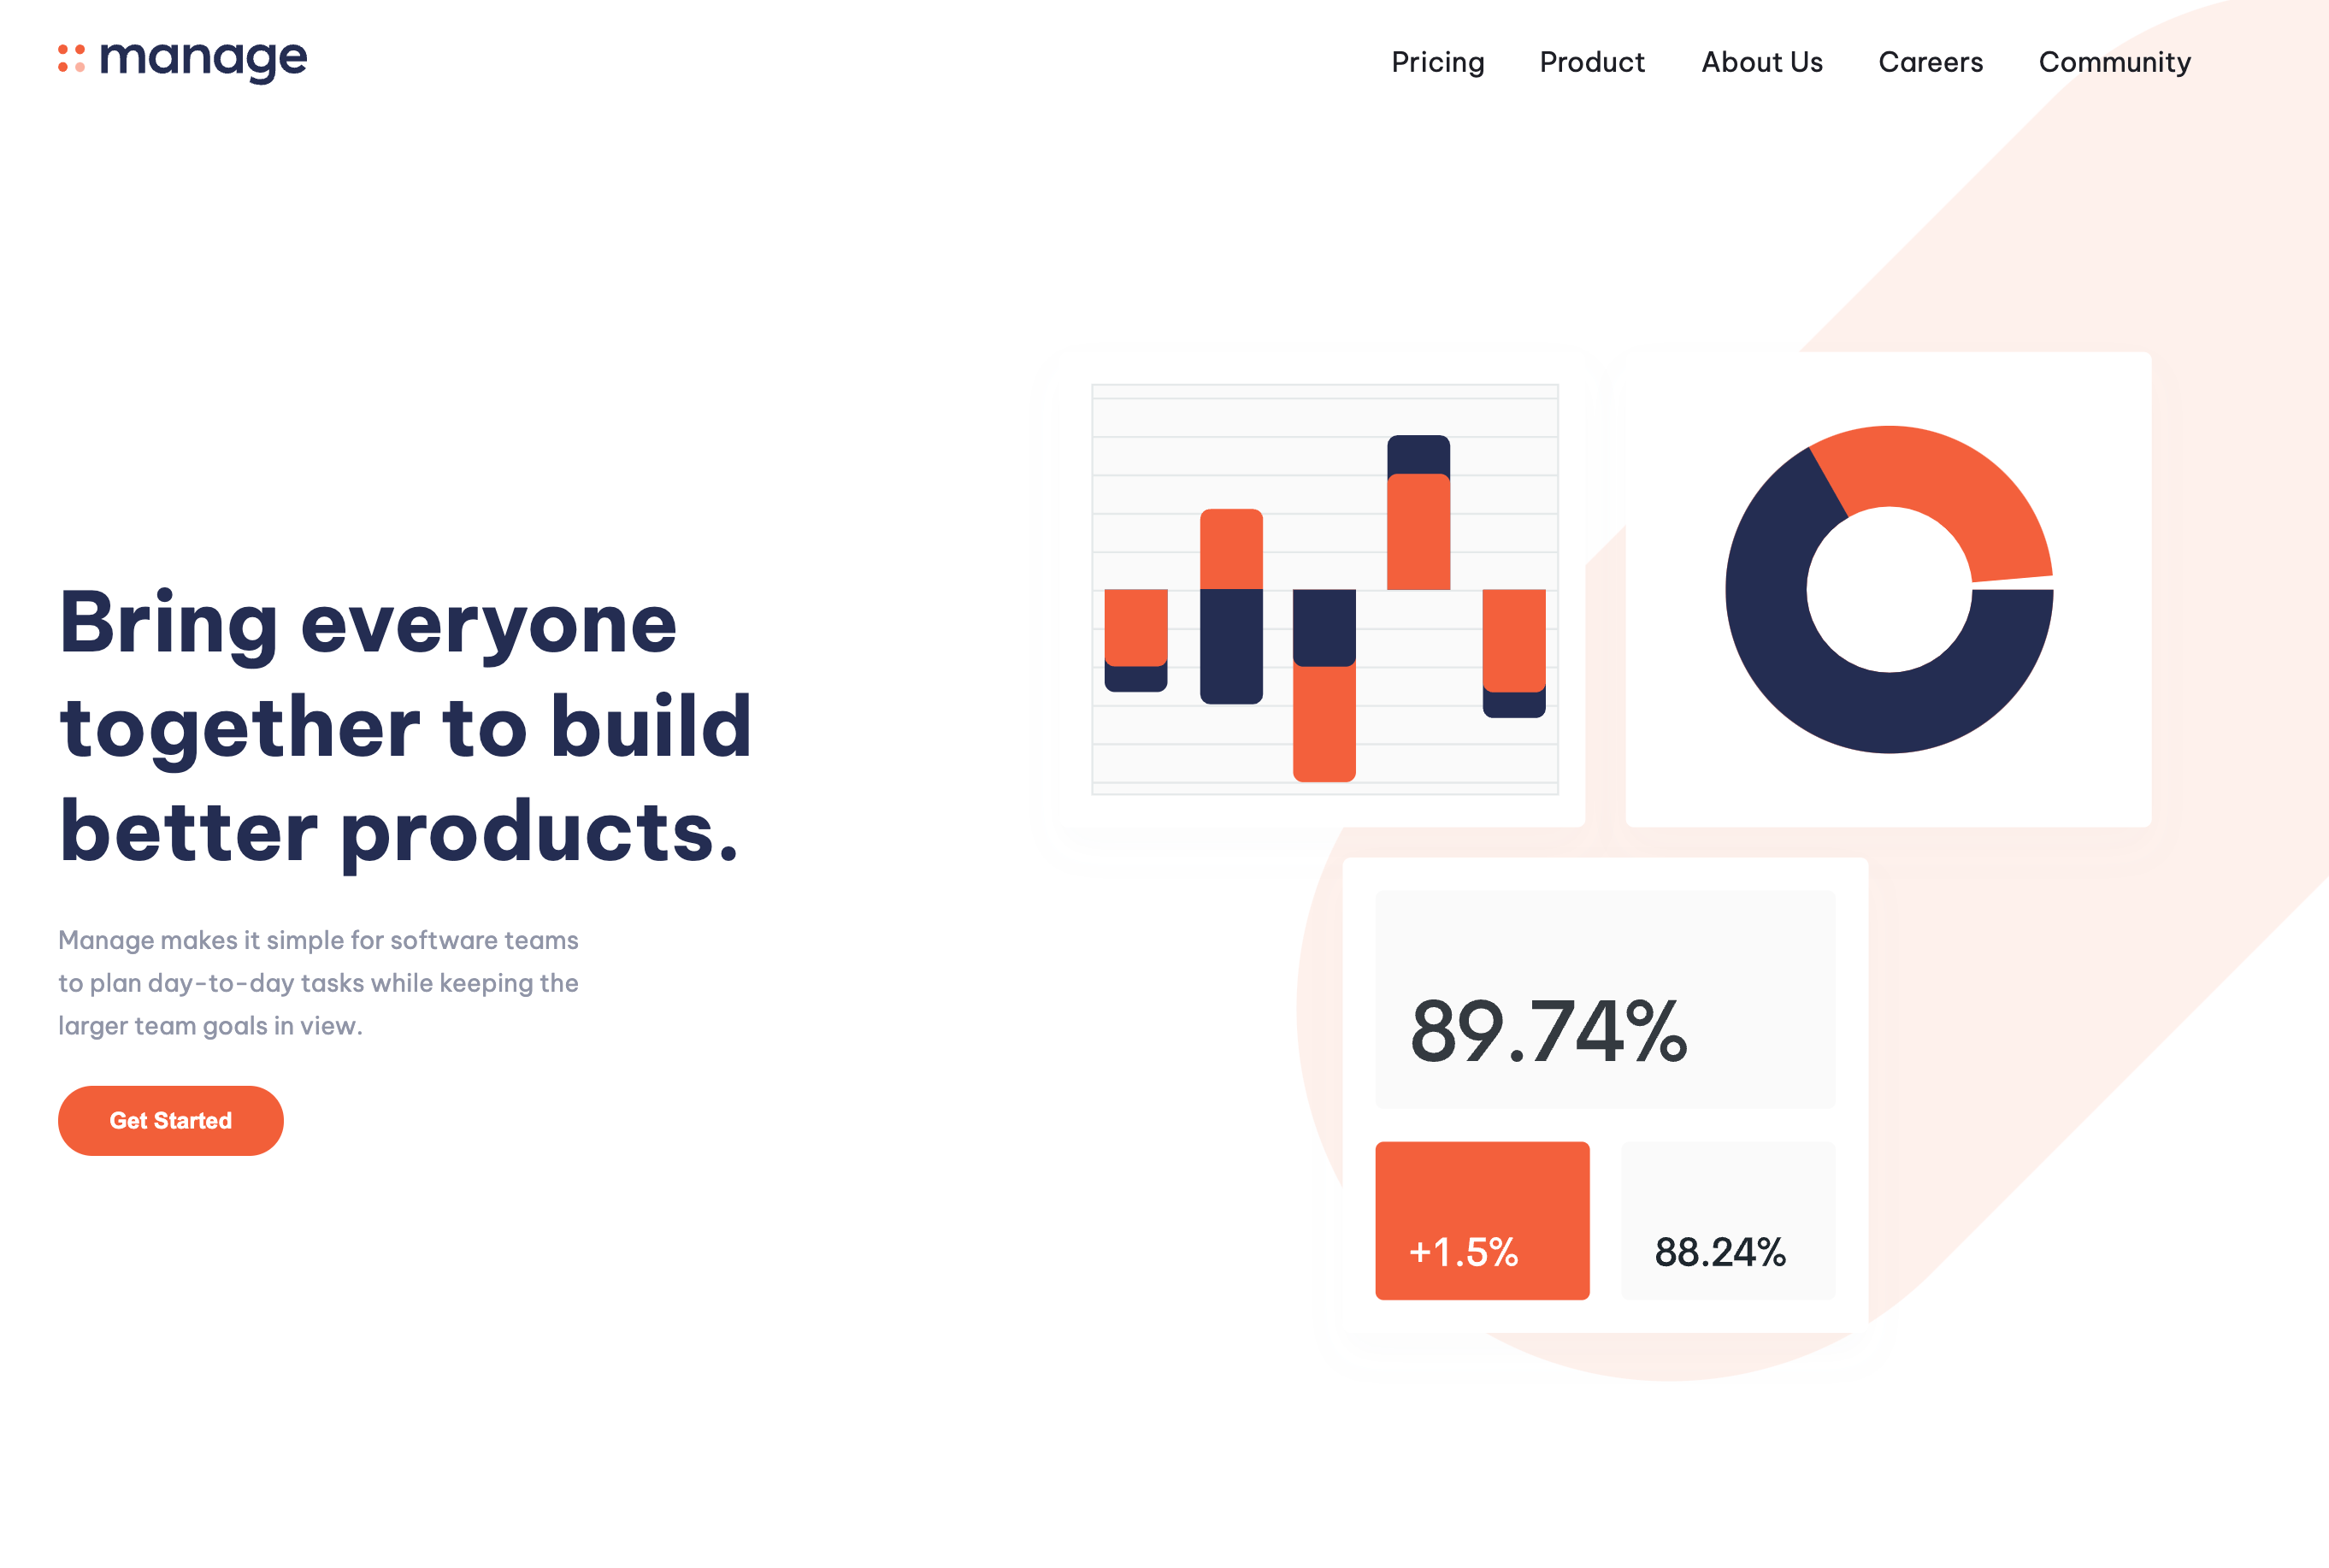 manage
Pricing
Product
About Us
Careers
Community
Bring everyone
together to build
better products.
Manage makes it simple for software teams
to plan day-to-day tasks while keeping the
larger team goals in view.
Get Started
89.74%
+1.5%
88.24%